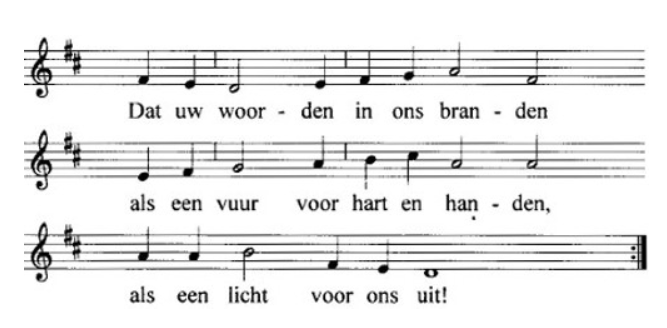 Dat uw woor - den in ons bran - den
als een vuur voor hart en han - den,
als een licht voor ons uit!